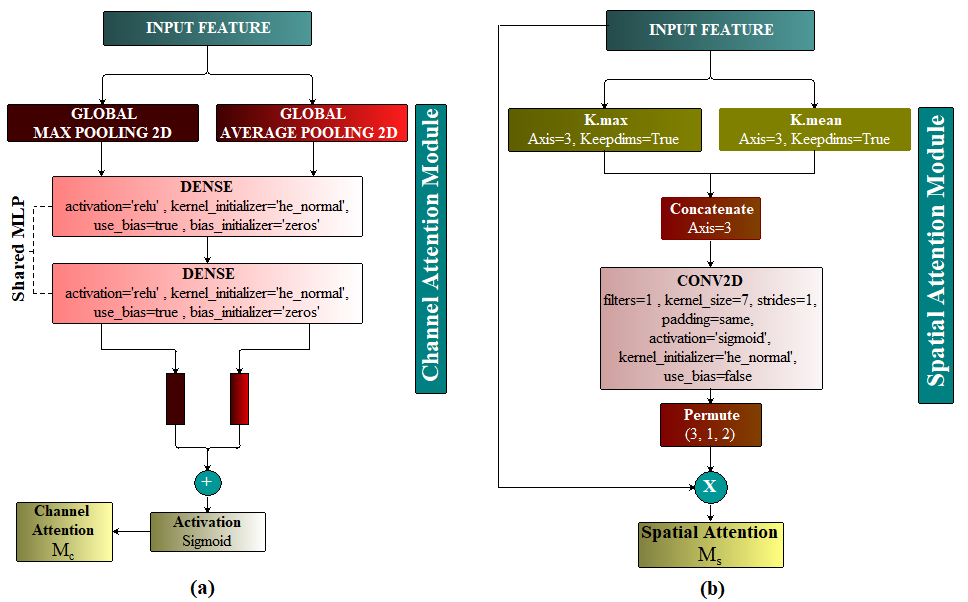 INPUT FEATURE
GLOBAL
MAX POOLING 2D
GLOBAL
AVERAGE POOLING 2D
DENSE
activation='relu' , kernel_initializer='he_normal',
use_bias=true , bias_initializer='zeros'
Shared MLP
DENSE
activation='relu' , kernel_initializer='he_normal',
use_bias=true , bias_initializer='zeros'
+
Activation
Sigmoid
Channel
Attention
Mc
Channel Attention Module
(a)
INPUT FEATURE
K.max
Axis=3, Keepdims=True
K.mean
Axis=3, Keepdims=True
Concatenate
Axis=3
CONV2D
filters=1 , kernel_size=7, strides=1,
padding=same,
activation='sigmoid',
kernel_initializer='he_normal',
use_bias=false
Permute
(3, 1, 2)
X
Spatial Attention
Ms
Spatial Attention Module
(b)